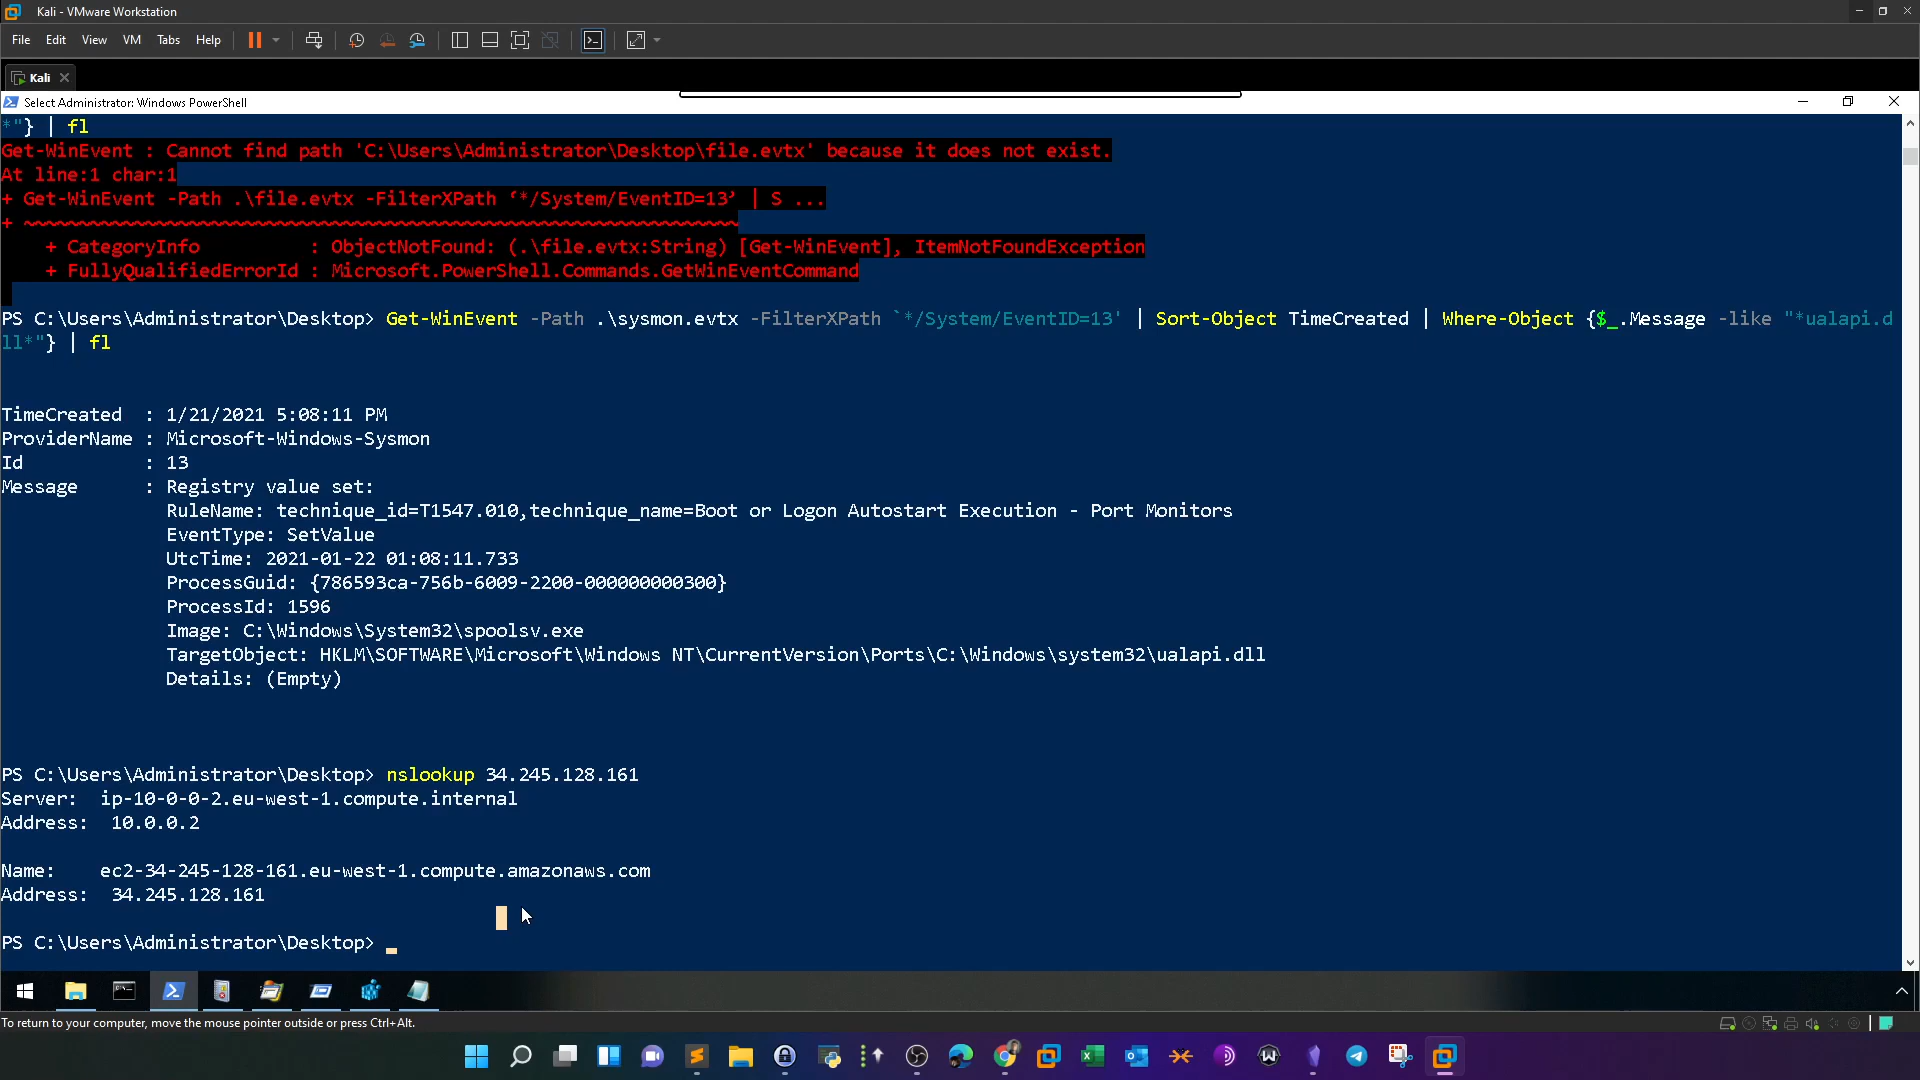 Kali - VMware Workstation
File Edit View VM Tabs Help
Kali
Select Administrator: Windows PowerShell
*"} | fl
Get-WinEvent : Cannot find path 'C:\Users\Administrator\Desktop\file.evtx' because it does not exist.
At line:1 char:1
+ Get-WinEvent -Path .\file.evtx -FilterXPath ‘*/System/EventID=13’ | S ...
+ ~~~~~~~~~~~~~~~~~~~~~~~~~~~~~~~~~~~~~~~~~~~~~~~~~~~~~~~~~~~~~~~~~
+ CategoryInfo : ObjectNotFound: (.\file.evtx:String) [Get-WinEvent], ItemNotFoundException
+ FullyQualifiedErrorId : Microsoft.PowerShell.Commands.GetWinEventCommand
PS C:\Users\Administrator\Desktop> Get-WinEvent -Path .\sysmon.evtx -FilterXPath `*/System/EventID=13' | Sort-Object TimeCreated | Where-Object {$_.Message -like "*ualapi.d
ll*"} | fl
TimeCreated : 1/21/2021 5:08:11 PM
ProviderName : Microsoft-Windows-Sysmon
Id : 13
Message : Registry value set:
RuleName: technique_id=T1547.010,technique_name=Boot or Logon Autostart Execution - Port Monitors
EventType: SetValue
UtcTime: 2021-01-22 01:08:11.733
ProcessGuid: {786593ca-756b-6009-2200-000000000300}
ProcessId: 1596
Image: C:\Windows\System32\spoolsv.exe
TargetObject: HKLM\SOFTWARE\Microsoft\Windows NT\CurrentVersion\Ports\C:\Windows\system32\ualapi.dll
Details: (Empty)
PS C:\Users\Administrator\Desktop> nslookup 34.245.128.161
Server: ip-10-0-0-2.eu-west-1.compute.internal
Address: 10.0.0.2
Name: ec2-34-245-128-161.eu-west-1.compute.amazonaws.com
Address: 34.245.128.161
PS C:\Users\Administrator\Desktop>
To return to your computer, move the mouse pointer outside or press Ctrl+Alt.